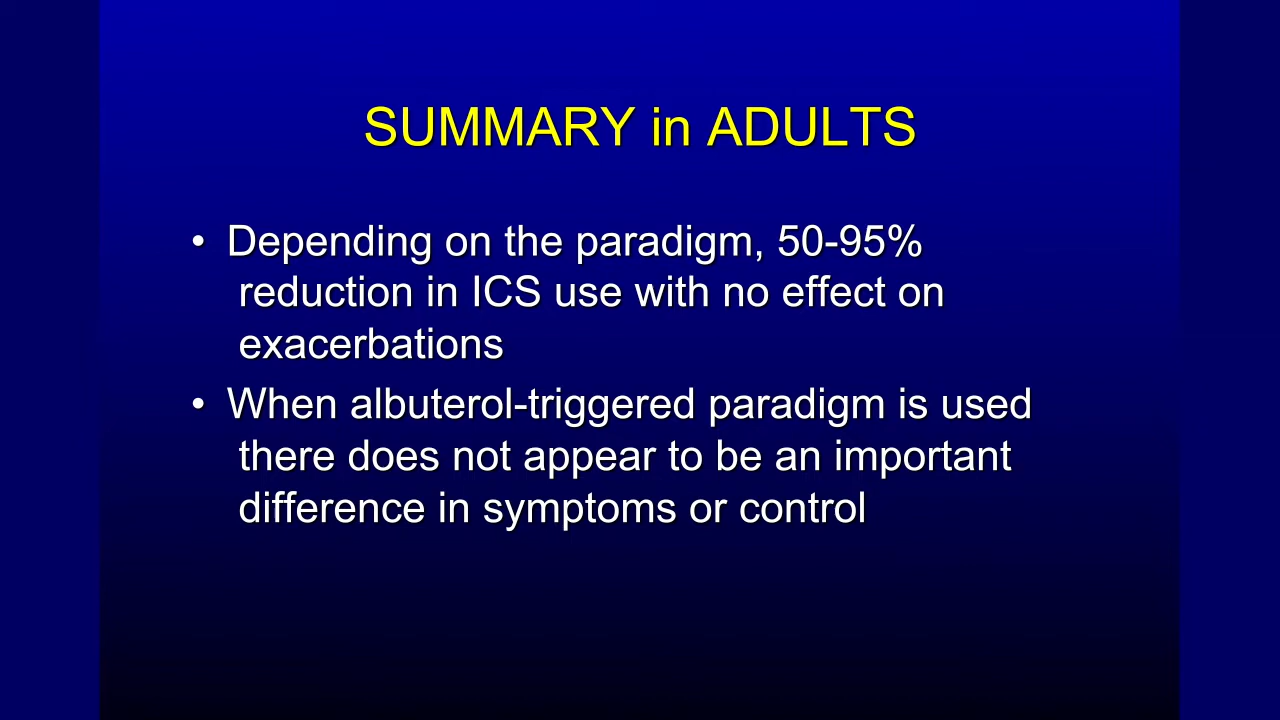 SUMMARY in ADULTS
• Depending on the paradigm, 50-95%
reduction in ICS use with no effect on
exacerbations
• When albuterol-triggered paradigm is used
there does not appear to be an important
difference in symptoms or control